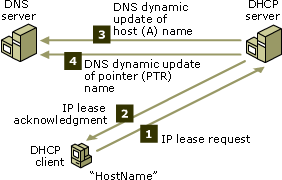 DNS
server
DNS dynamic
update of
host (A) name
DHCP
server
3
4
DNS dynamic update
of pointer (PTR)
name
IP lease
acknowledgment
2
1
IP lease request
DHCP
client
“HostName”